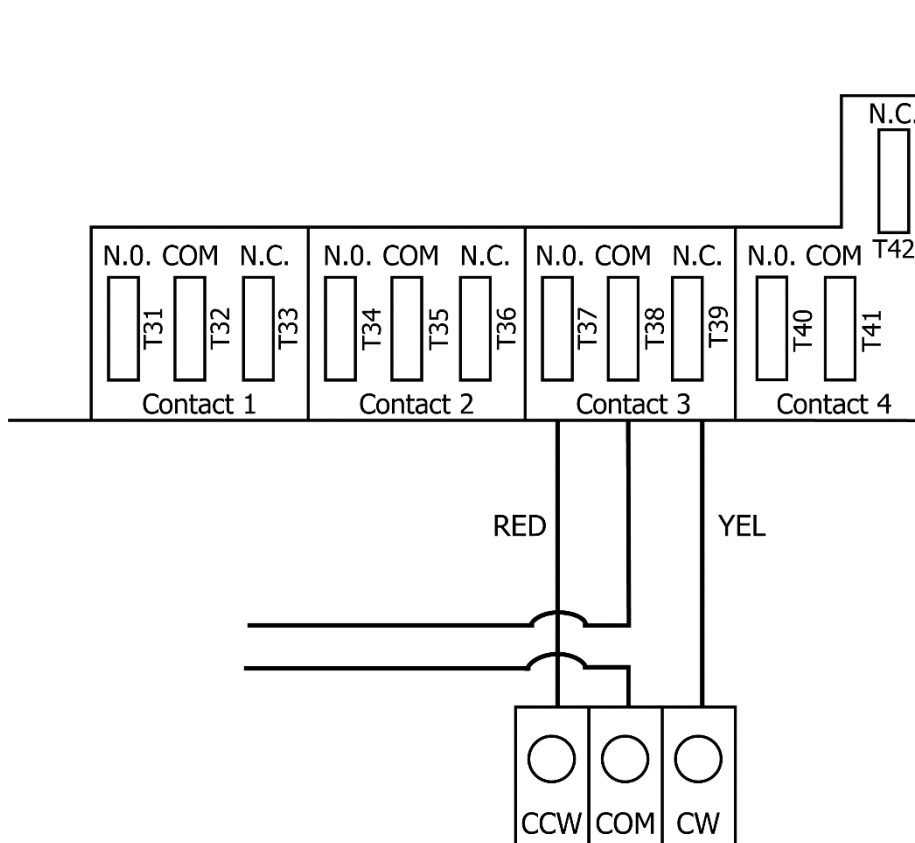 N.C.
T42
N.0. COM N.C.
T31 T32 T33
Contact 1
N.0. COM N.C.
T34 T35 T36
Contact 2
N.0. COM N.C.
T37 T38 T39
Contact 3
N.0. COM
T40 T41
Contact 4
RED
YEL
CCW COM CW